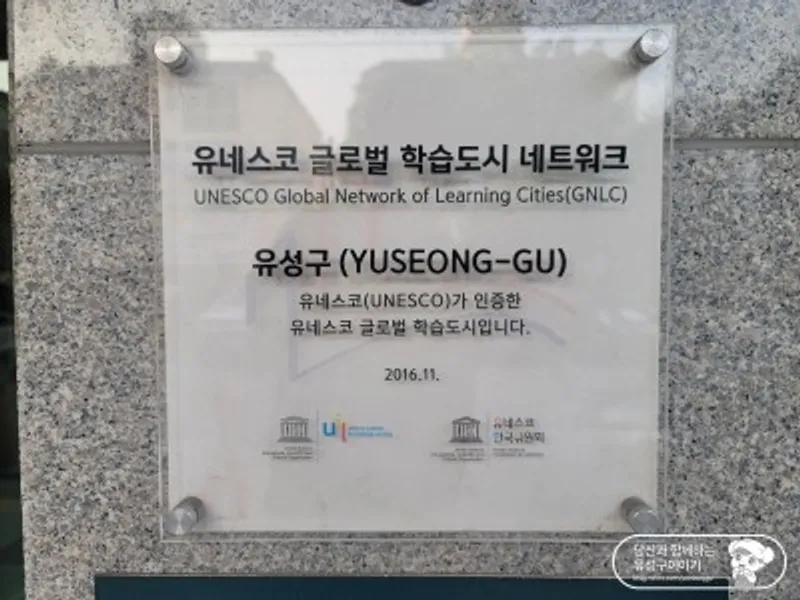 유네스코 글로벌 학습도시 네트워크
UNESCO Global Network of Learning Cities(GNLC)
유성구 (YUSEONG-GU)
유네스코(UNESCO)가 인증한
유네스코 글로벌 학습도시입니다.
2016.11.
uil
유네스코
한국위원회
당신과 함께하는
유성구이야기